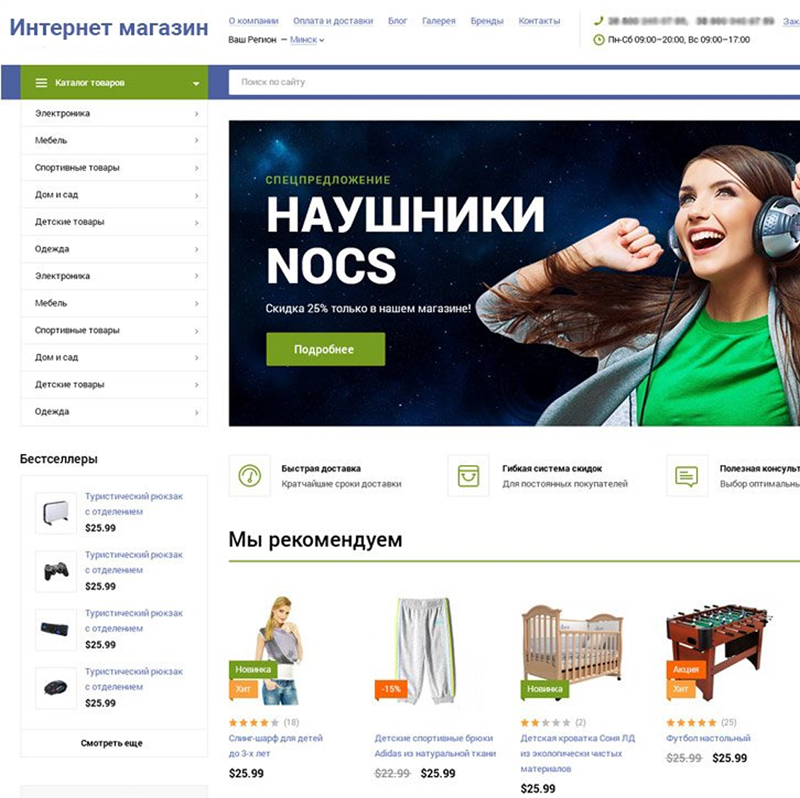 Интернет магазин
О компании Оплата и доставки Блог Галерея Бренды Контакты
Ваш Регион — Минск
Зак
Пн-Сб 09:00–20:00, Вс 09:00–17:00
Каталог товаров
Поиск по сайту
Электроника
Мебель
Спортивные товары
Дом и сад
Детские товары
Одежда
Электроника
Мебель
Спортивные товары
Дом и сад
Детские товары
Одежда
СПЕЦПРЕДЛОЖЕНИЕ
НАУШНИКИ
NOCS
Скидка 25% только в нашем магазине!
Подробнее
Быстрая доставка
Кратчайшие сроки доставки
Гибкая система скидок
Для постоянных покупателей
Полезная консульт
Выбор оптимальны
Бестселлеры
Туристический рюкзак
с отделением
$25.99
Туристический рюкзак
с отделением
$25.99
Туристический рюкзак
с отделением
$25.99
Туристический рюкзак
с отделением
$25.99
Смотреть еще
Мы рекомендуем
Новинка
Хит
(18)
Слинг-шарф для детей
до 3-х лет
$25.99
-15%
Детские спортивные брюки
Adidas из натуральной ткани
$22.99 $25.99
Новинка
(2)
Детская кроватка Соня ЛД
из экологически чистых
материалов
$25.99
Акция
Хит
(25)
Футбол настольный
$25.99 $25.99